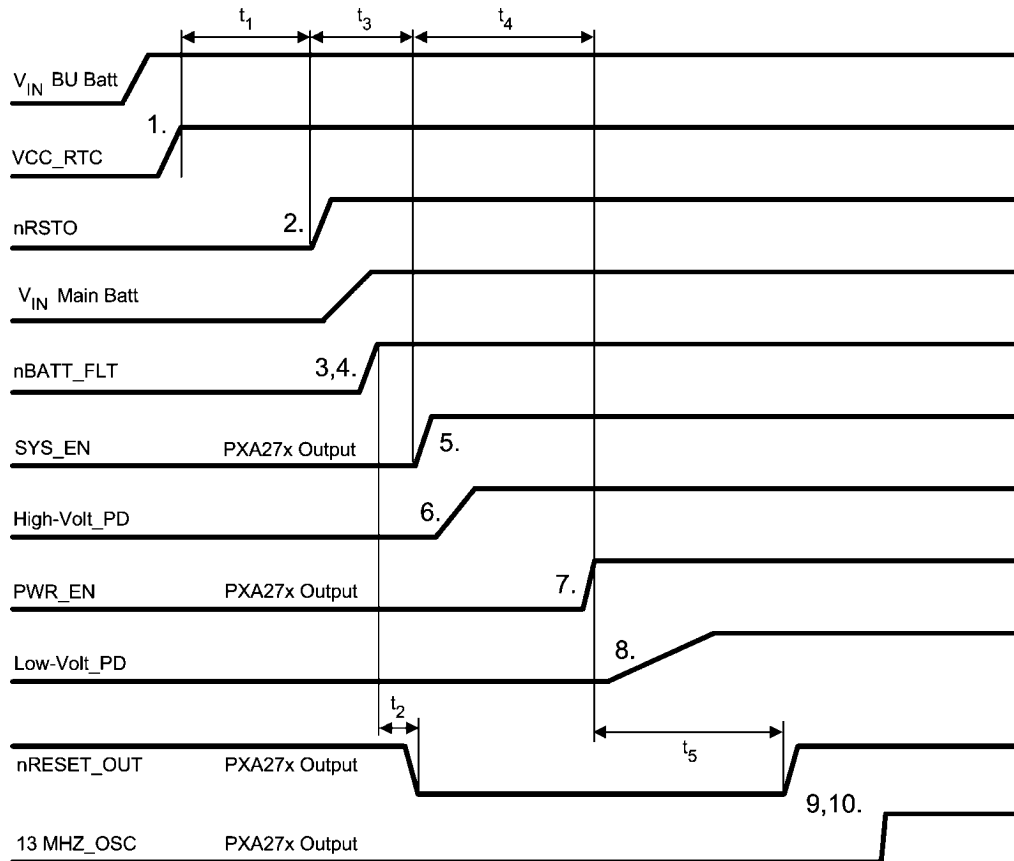 t1 t3 t4
VIN BU Batt
1.
VCC_RTC
nRSTO 2.
VIN Main Batt
nBATT_FLT 3,4.
SYS_EN PXA27x Output 5.
High-Volt_PD 6.
PWR_EN PXA27x Output 7.
Low-Volt_PD 8.
t2
t5
nRESET_OUT PXA27x Output
9,10.
13 MHZ_OSC PXA27x Output